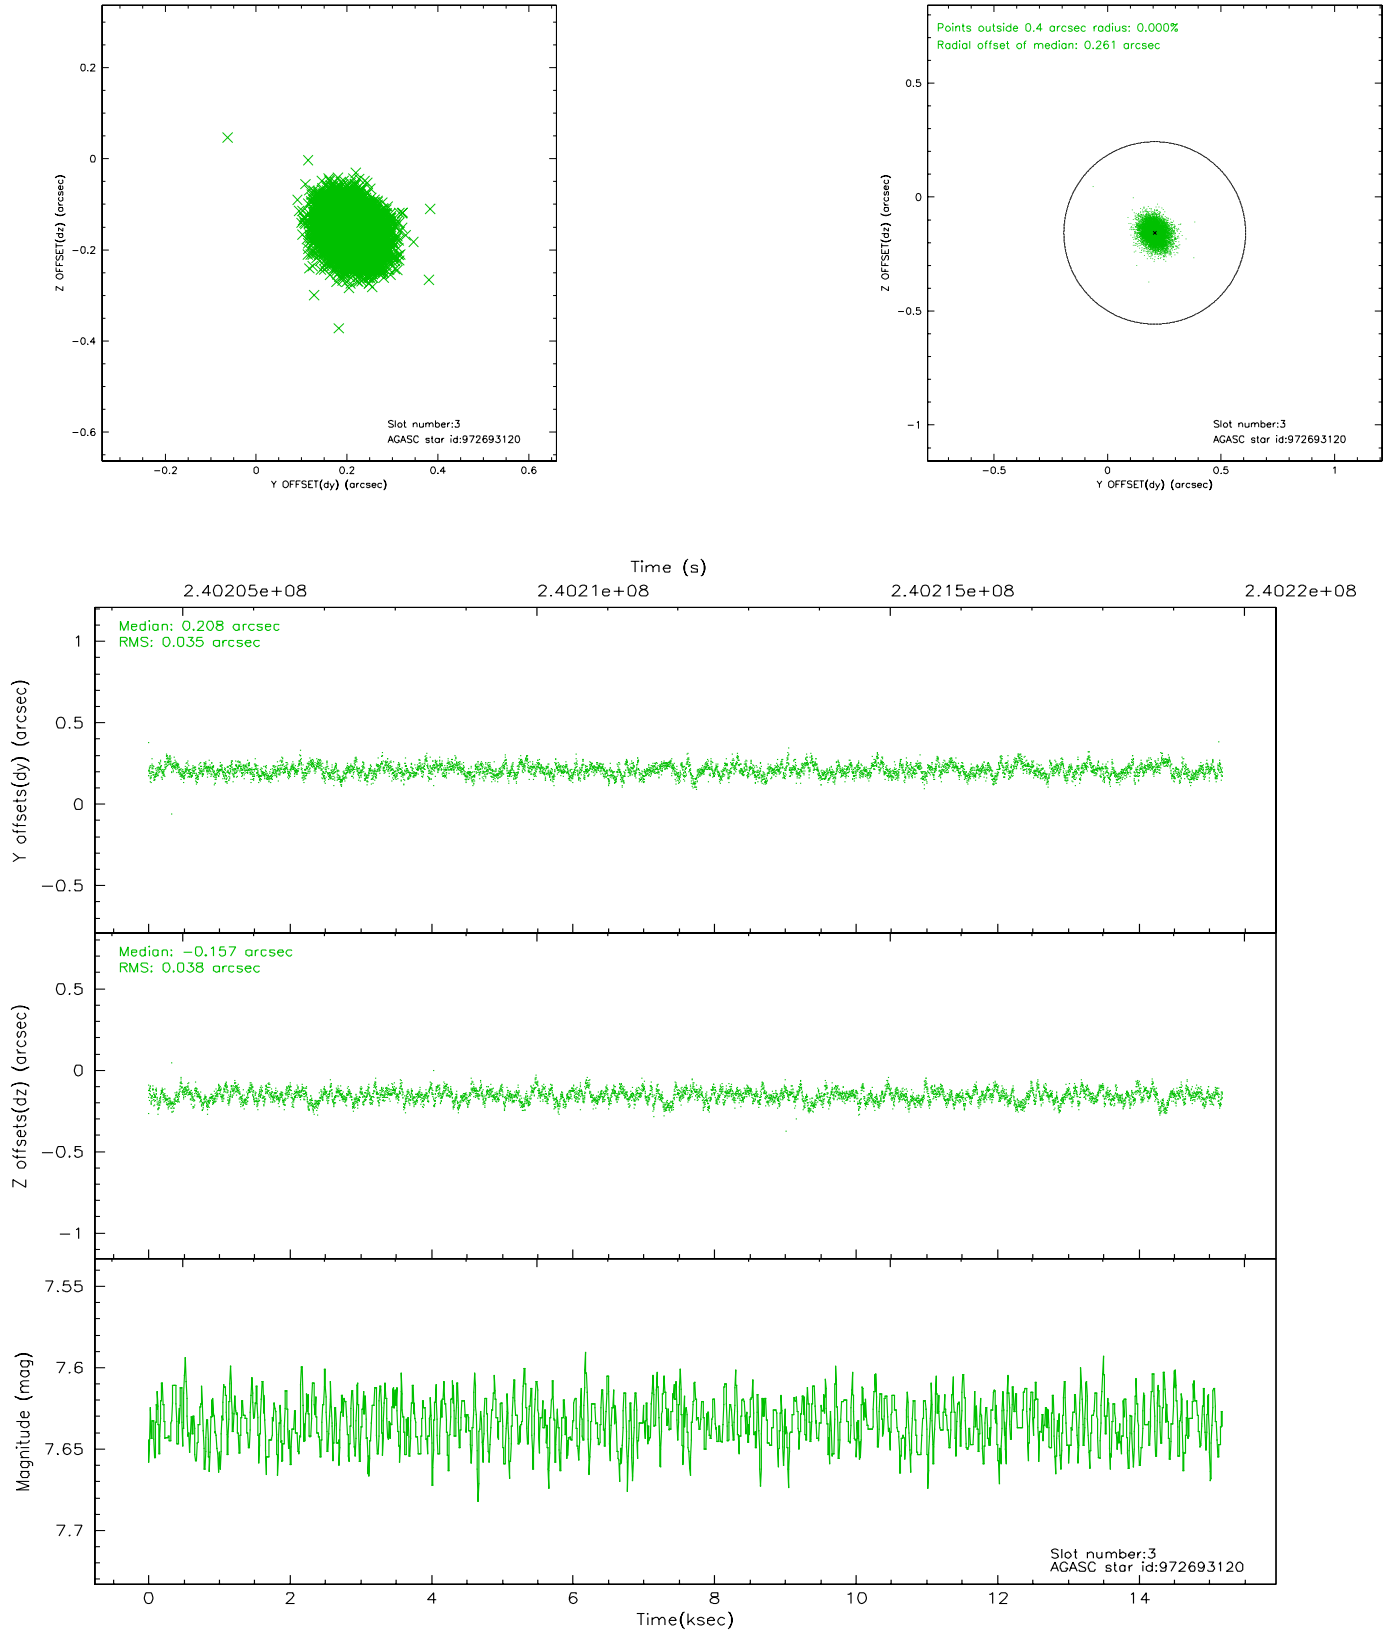 0.2
0
−0.2
−0.4
−0.6
Z OFFSET(dz) (arcsec)
Slot number:3
AGASC star id:972693120
−0.2 0 0.2 0.4 0.6
Y OFFSET(dy) (arcsec)
Points outside 0.4 arcsec radius: 0.000%
Radial offset of median: 0.261 arcsec
0.5
0
−0.5
−1
Z OFFSET(dz) (arcsec)
Slot number:3
AGASC star id:972693120
−0.5 0 0.5 1
Y OFFSET(dy) (arcsec)
Time (s)
2.40205e+08 2.4021e+08 2.40215e+08 2.4022e+08
Median: 0.208 arcsec
RMS: 0.035 arcsec
1
0.5
0
−0.5
Y offsets(dy) (arcsec)
Median: −0.157 arcsec
RMS: 0.038 arcsec
0.5
0
−0.5
−1
Z offsets(dz) (arcsec)
7.55
7.6
7.65
7.7
Magnitude (mag)
Slot number:3
AGASC star id:972693120
0 2 4 6 8 10 12 14
Time(ksec)